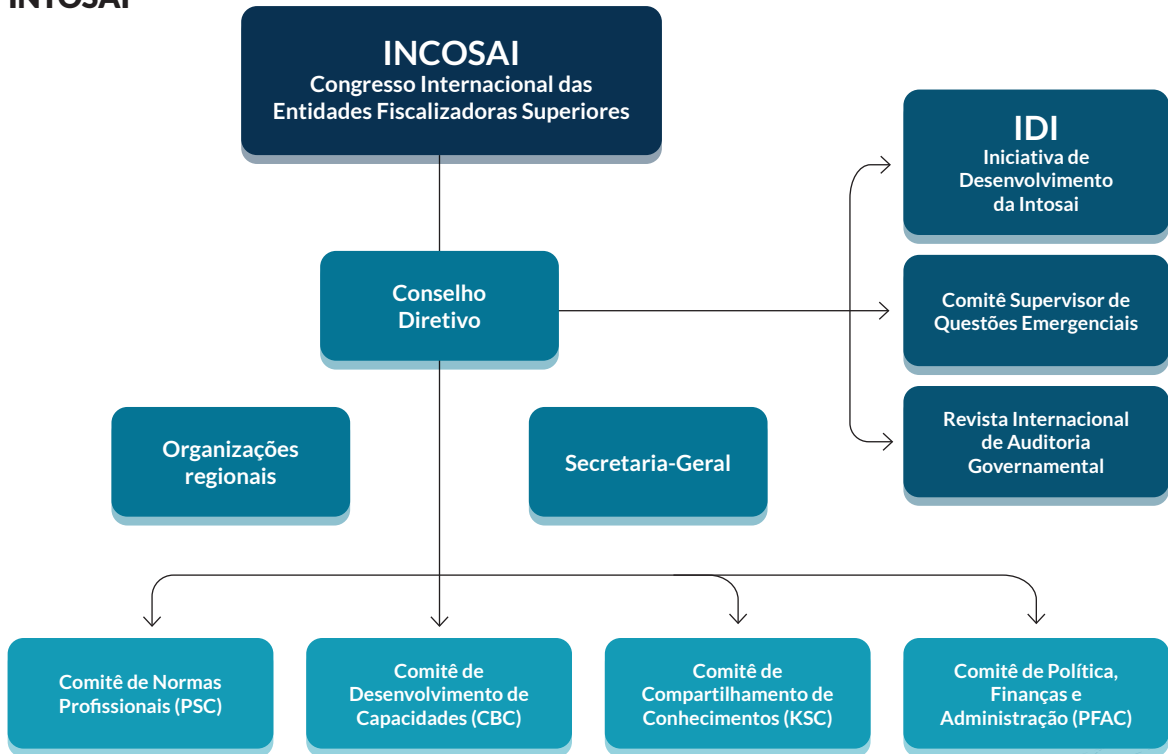 INTOSAI
INCOSAI
Congresso Internacional das
Entidades Fiscalizadoras Superiores
IDI
Iniciativa de
Desenvolvimento
da Intosai
Conselho
Diretivo
Comitê Supervisor de
Questões Emergenciais
Organizações
regionais
Secretaria-Geral
Revista Internacional
de Auditoria
Governamental
Comitê de Normas
Profissionais (PSC)
Comitê de
Desenvolvimento de
Capacidades (CBC)
Comitê de
Compartilhamento de
Conhecimentos (KSC)
Comitê de Política,
Finanças e
Administração (PFAC)